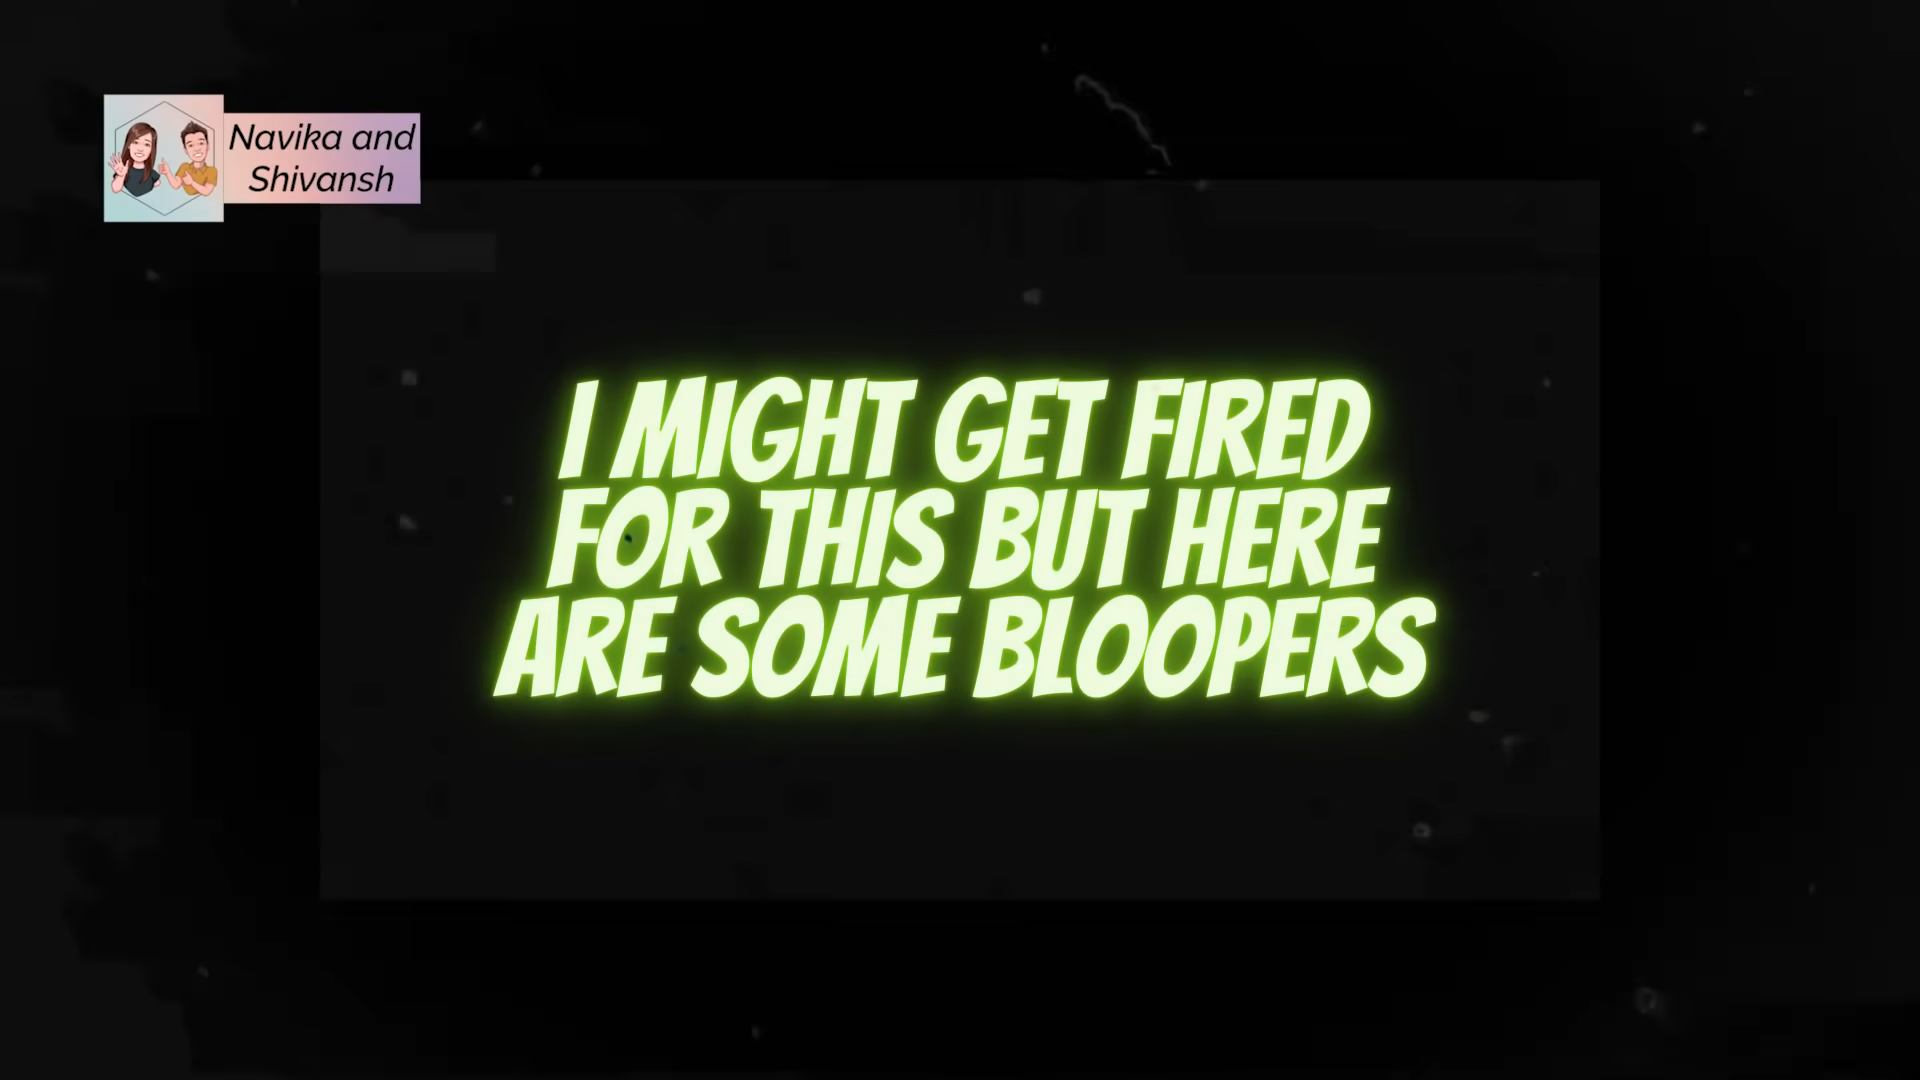 Navika and
Shivansh
I MIGHT GET FIRED
FOR THIS BUT HERE
ARE SOME BLOOPERS